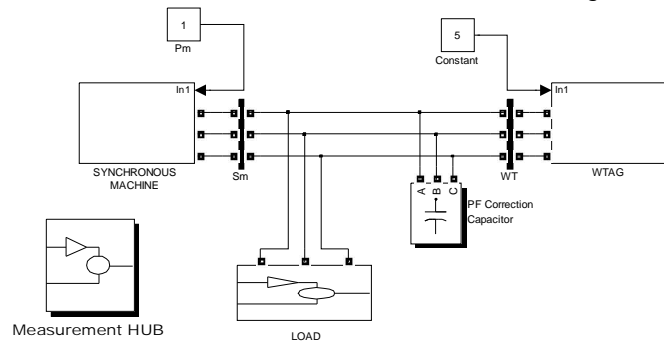 1
Pm
5
Constant
In1
In1
SYNCHRONOUS
MACHINE
Sm
WT
WTAG
A
B
C
PF Correction
Capacitor
Measurement HUB
LOAD